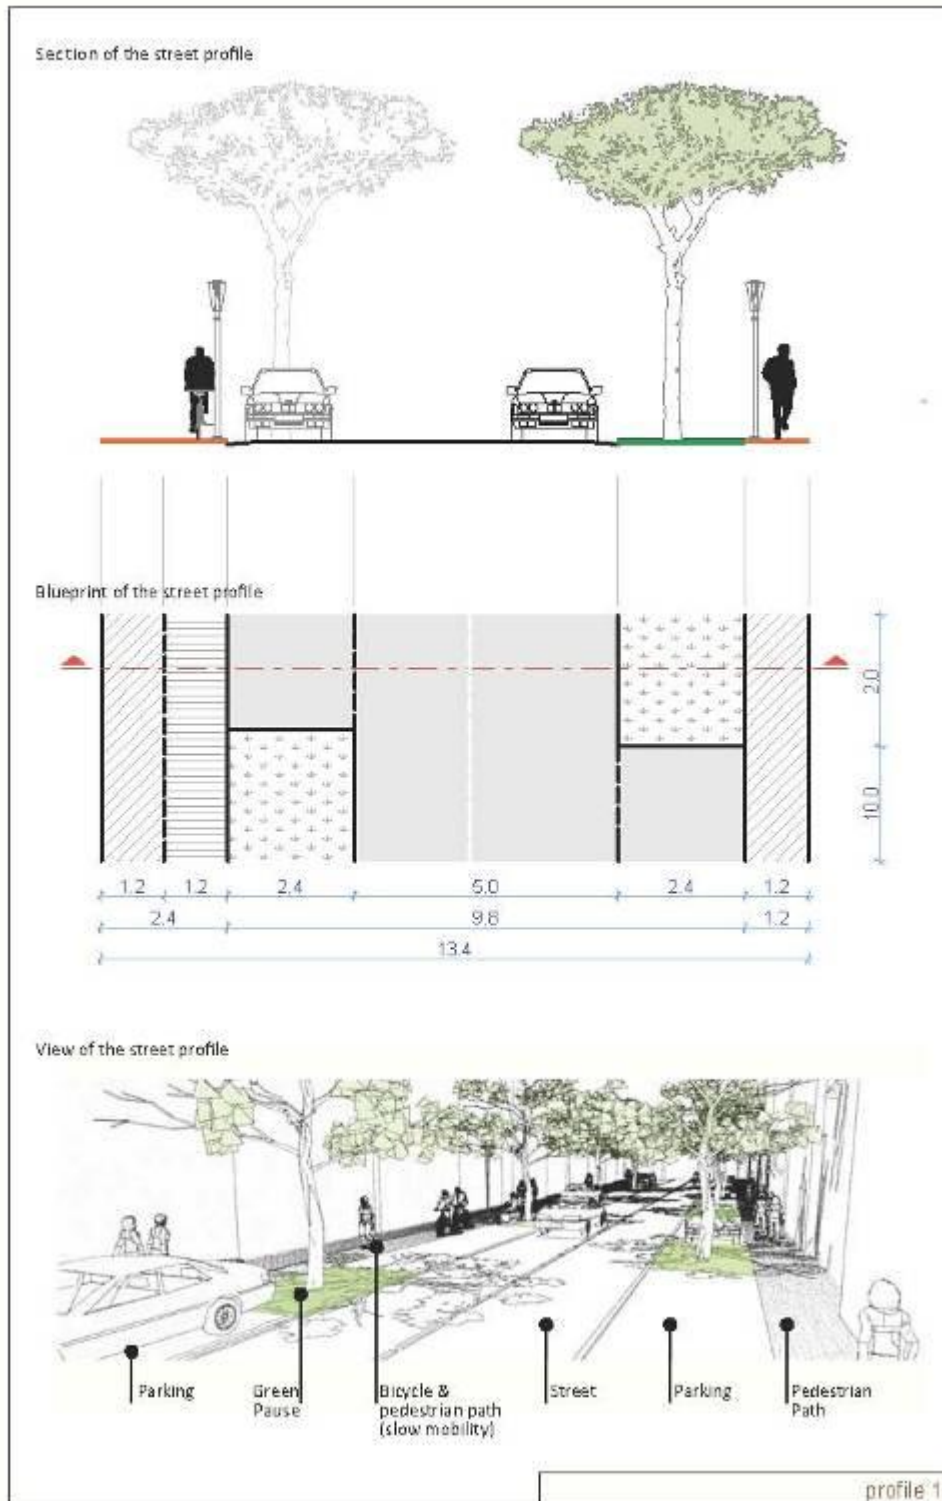 Section of the street profile
Blueprint of the street profile
2.0
10.0
1.2 1.2 2.4 5.0 2.4 1.2
2.4 9.8 1.2
13.4
View of the street profile
Parking
Green
Pause
Bicycle &
pedestrian path
(slow mobility)
Street
Parking
Pedestrian
Path
profile 1